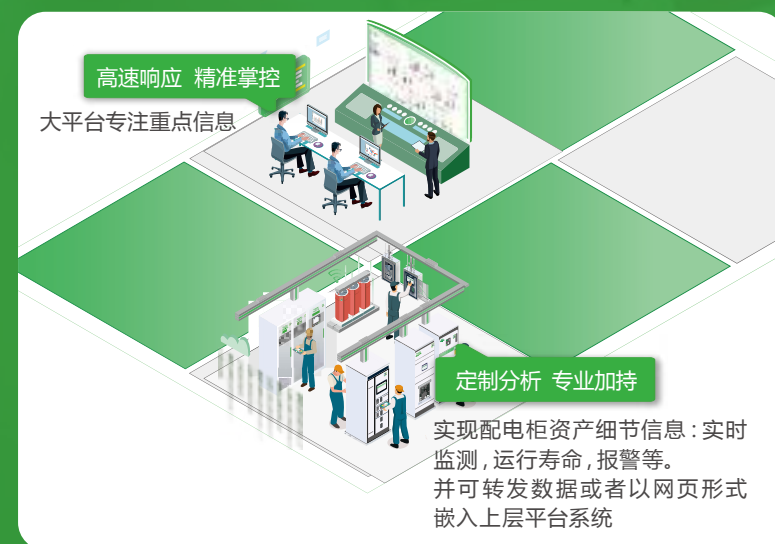 高速响应 精准掌控
大平台专注重点信息
定制分析 专业加持
实现配电柜资产细节信息:实时
监测,运行寿命,报警等。
并可转发数据或者以网页形式
嵌入上层平台系统